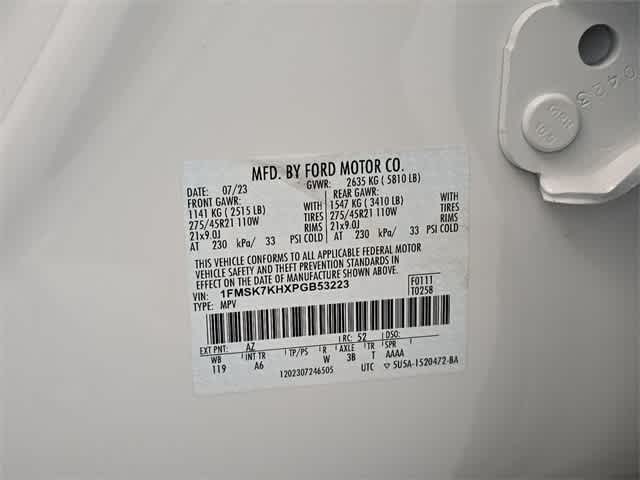 0423
MFD. BY FORD MOTOR CO.
DATE: 07/23 GVWR: 2635 KG ( 5810 LB)
FRONT GAWR: REAR GAWR:
1141 KG ( 2515 LB) WITH 1547 KG ( 3410 LB) WITH
275/45R21 110W TIRES 275/45R21 110W TIRES
21x9.0J RIMS 21x9.0J RIMS
AT 230 kPa/ 33 PSI COLD AT 230 kPa/ 33 PSI COLD
THIS VEHICLE CONFORMS TO ALL APPLICABLE FEDERAL MOTOR
VEHICLE SAFETY AND THEFT PREVENTION STANDARDS IN
EFFECT ON THE DATE OF MANUFACTURE SHOWN ABOVE.
VIN: 1FMSK7KHXPGB53223 F0111
TYPE: MPV T0258
EXT PNT: AZ RC: 52 DSO:
WB INT TR TP/PS R AXLE TR SPR
119 A6 W 3B T AAAA
1202307246505 UTC ▽ 5U5A-1520472-BA